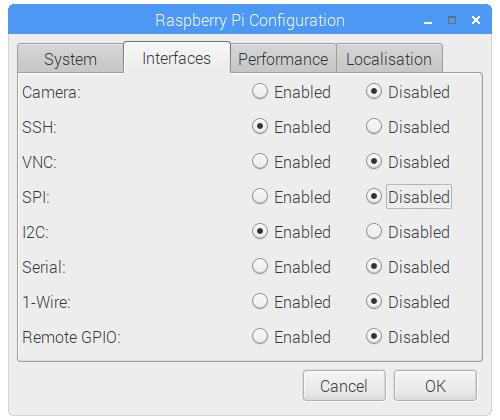 Raspberry Pi Configuration
System Interfaces Performance Localisation
Camera: Enabled Disabled
SSH: Enabled Disabled
VNC: Enabled Disabled
SPI: Enabled Disabled
I2C: Enabled Disabled
Serial: Enabled Disabled
1-Wire: Enabled Disabled
Remote GPIO: Enabled Disabled
Cancel OK